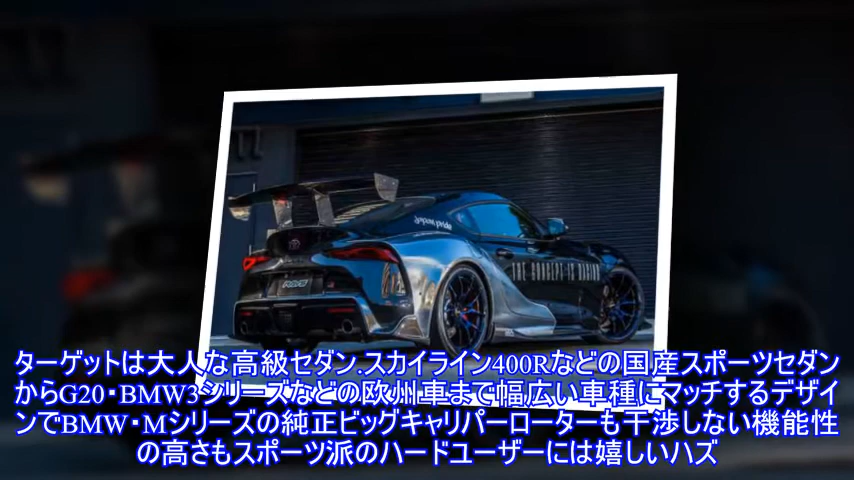 Japan pride
THE CONCEPT IS RACING
ターゲットは大人な高級セダン.スカイライン400Rなどの国産スポーツセダン
からG20・BMW3シリーズなどの欧州車まで幅広い車種にマッチするデザイ
ンでBMW・Mシリーズの純正ビッグキャリパーローターも干渉しない機能性
の高さもスポーツ派のハードユーザーには嬉しいハズ